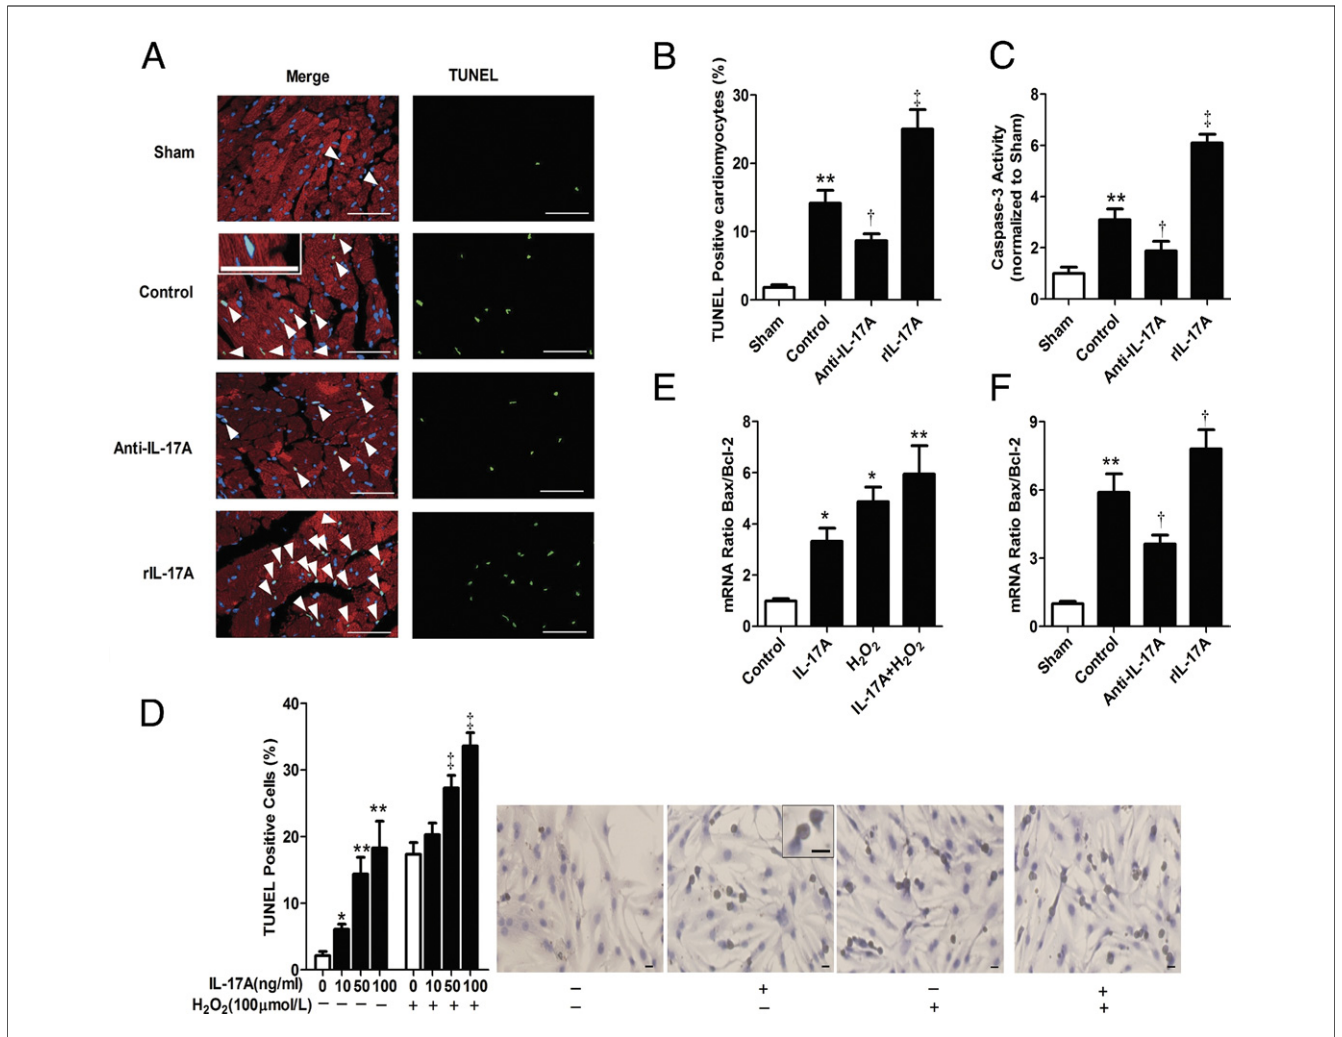 A
Merge
TUNEL
Sham
Control
Anti-IL-17A
rIL-17A
B
TUNEL Positive cardiomyocytes (%)
30
20
10
0
**
†
‡
Sham
Control
Anti-IL-17A
rIL-17A
C
Caspase-3 Activity
(normalized to Sham)
8
6
4
2
0
**
†
‡
Sham
Control
Anti-IL-17A
rIL-17A
E
mRNA Ratio Bax/Bcl-2
8
6
4
2
0
*
*
**
Control
IL-17A
H₂O₂
IL-17A+H₂O₂
F
mRNA Ratio Bax/Bcl-2
9
6
3
0
**
†
†
Sham
Control
Anti-IL-17A
rIL-17A
D
TUNEL Positive Cells (%)
40
30
20
10
0
*
**
**
‡
‡
IL-17A(ng/ml) 0 10 50 100 0 10 50 100 − + − +
H₂O₂(100μmol/L) − − − − + + + + − − + +